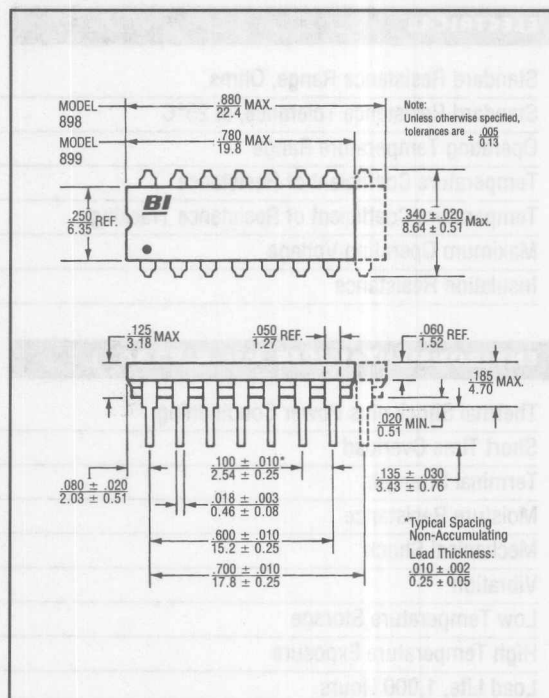 ELECTRICAL
Standard Resistance Range, Ohms
Standard Resistance Tolerance, at 25°C
Operating Temperature Range
Temperature Coefficient of Resistance
Temperature Coefficient of Resistance
Maximum Operating Voltage
Insulation Resistance
MODEL
898
.880 MAX.
22.4
MODEL
899
.780 MAX.
19.8
Note:
Unless otherwise specified,
tolerances are ± .005
0.13
.250 REF.
6.35
BI
.340 ± .020 Max.
8.64 ± 0.51
.125 MAX
3.18
.050 REF.
1.27
.060 REF.
1.52
.185 MAX.
4.70
.020 MIN.
0.51
Short Time Overload
Terminal
Moisture Resistance
Mechanical
Vibration
Low Temperature Storage
High Temperature Exposure
Load Life, 1,000 Hours
.100 ± .010*
2.54 ± 0.25
.080 ± .020
2.03 ± 0.51
.018 ± .003
0.46 ± 0.08
.135 ± .030
3.43 ± 0.76
.600 ± .010
15.2 ± 0.25
.700 ± .010
17.8 ± 0.25
*Typical Spacing
Non-Accumulating
Lead Thickness:
.010 ± .002
0.25 ± 0.05